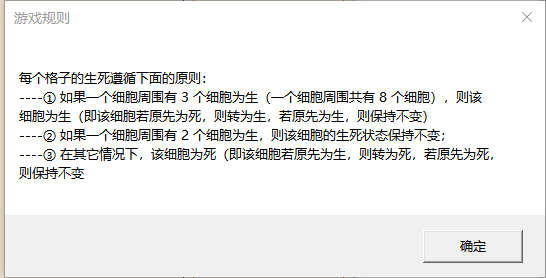 游戏规则
每个格子的生死遵循下面的原则：
----① 如果一个细胞周围有 3 个细胞为生（一个细胞周围共有 8 个细胞），则该
细胞为生（即该细胞若原先为死，则转为生，若原先为生，则保持不变）
----② 如果一个细胞周围有 2 个细胞为生，则该细胞的生死状态保持不变；
----③ 在其它情况下，该细胞为死（即该细胞若原先为生，则转为死，若原先为死，
则保持不变
确定